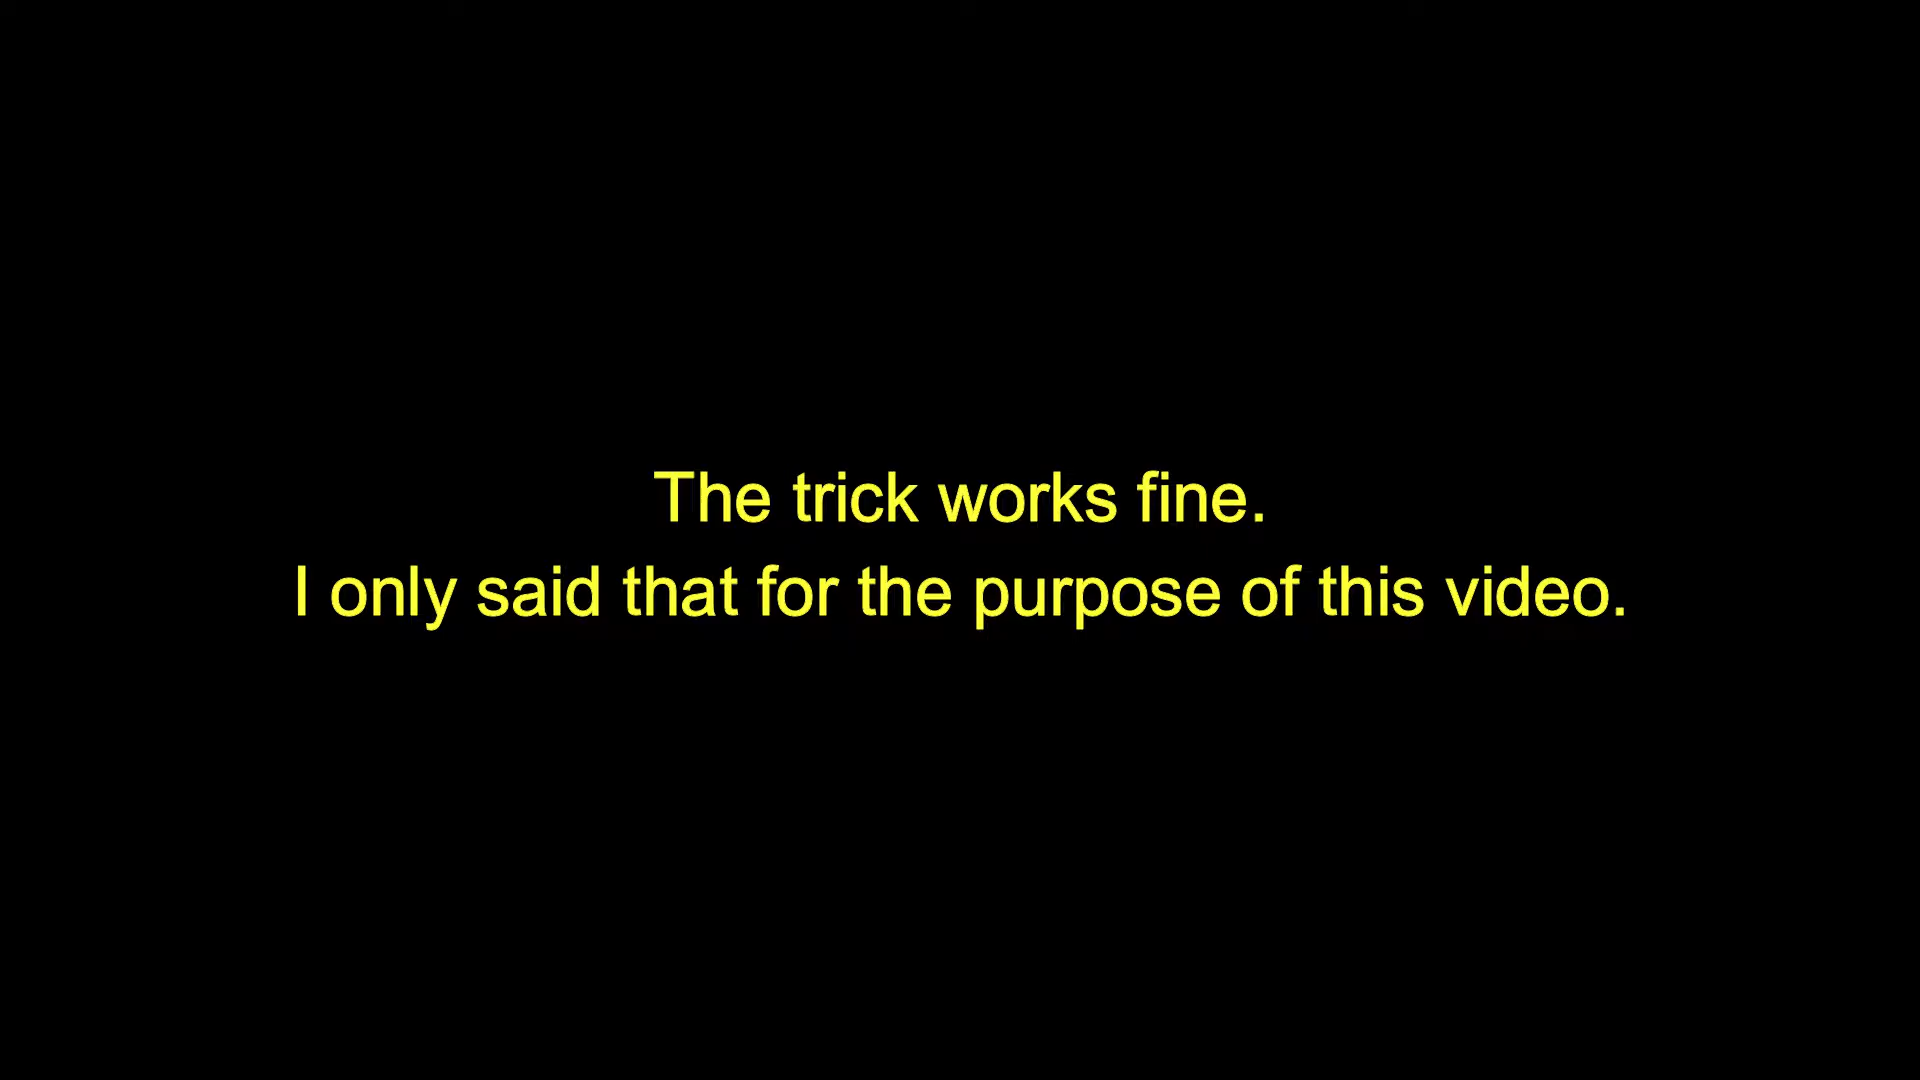 The trick works fine.
I only said that for the purpose of this video.